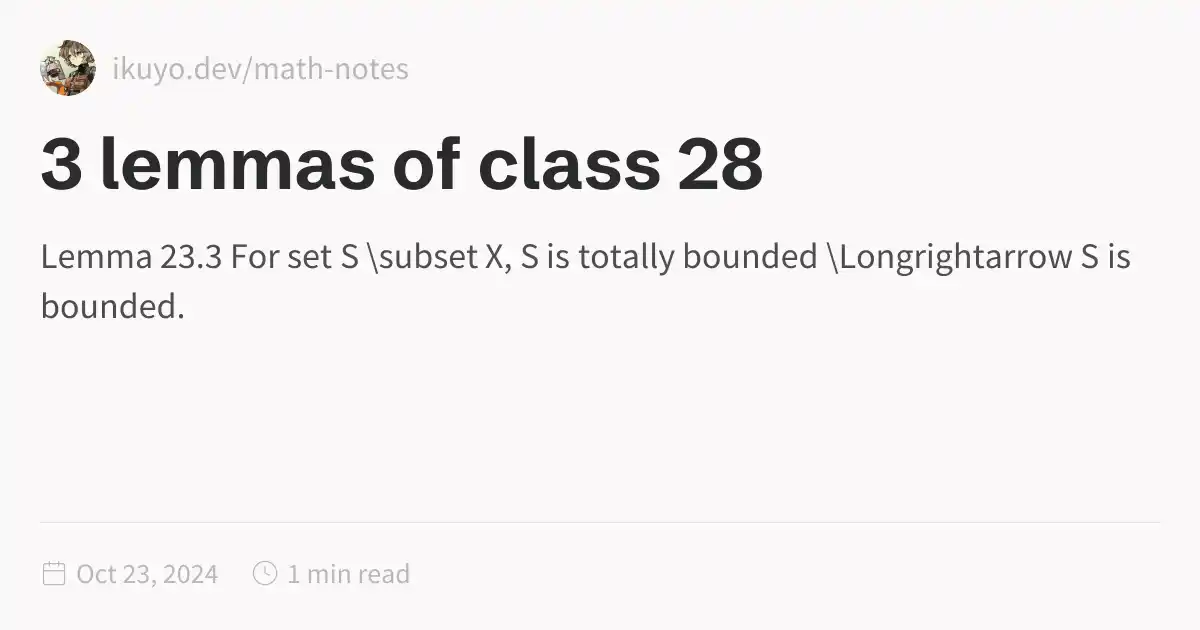 ikuyo.dev/math-notes
3 lemmas of class 28
Lemma 23.3 For set S \subset X, S is totally bounded \Longrightarrow S is
bounded.
Oct 23, 2024 1 min read